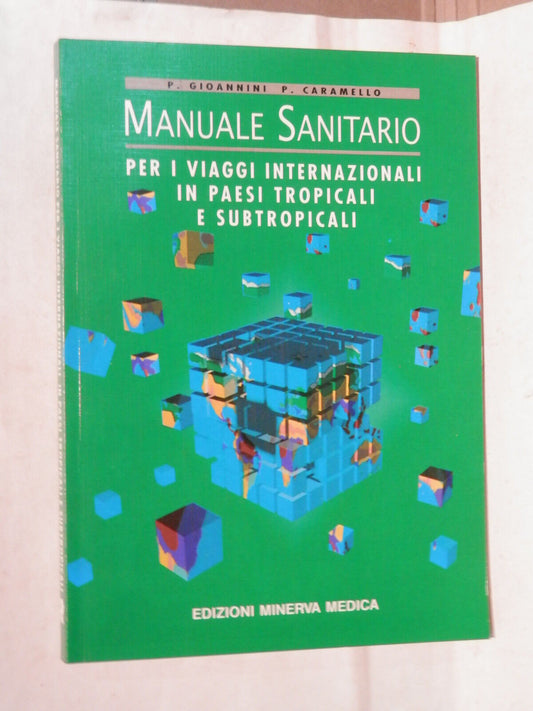 P. GIOANNINI P. CARAMELLO
MANUALE SANITARIO
PER I VIAGGI INTERNAZIONALI
IN PAESI TROPICALI
E SUBTROPICALI
EDIZIONI MINERVA MEDICA